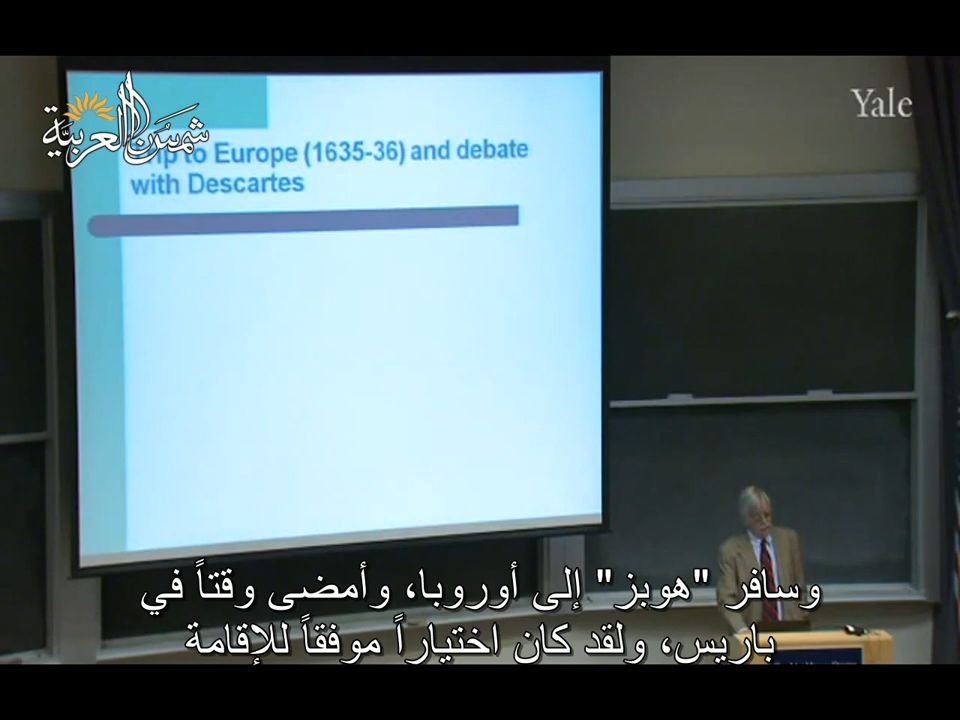 شمس العربية
Yale
to Europe (1635-36) and debate
with Descartes
وسافر "هوبز" إلى أوروبا، وأمضى وقتاً في
باريس، ولقد كان اختياراً موفقاً للإقامة